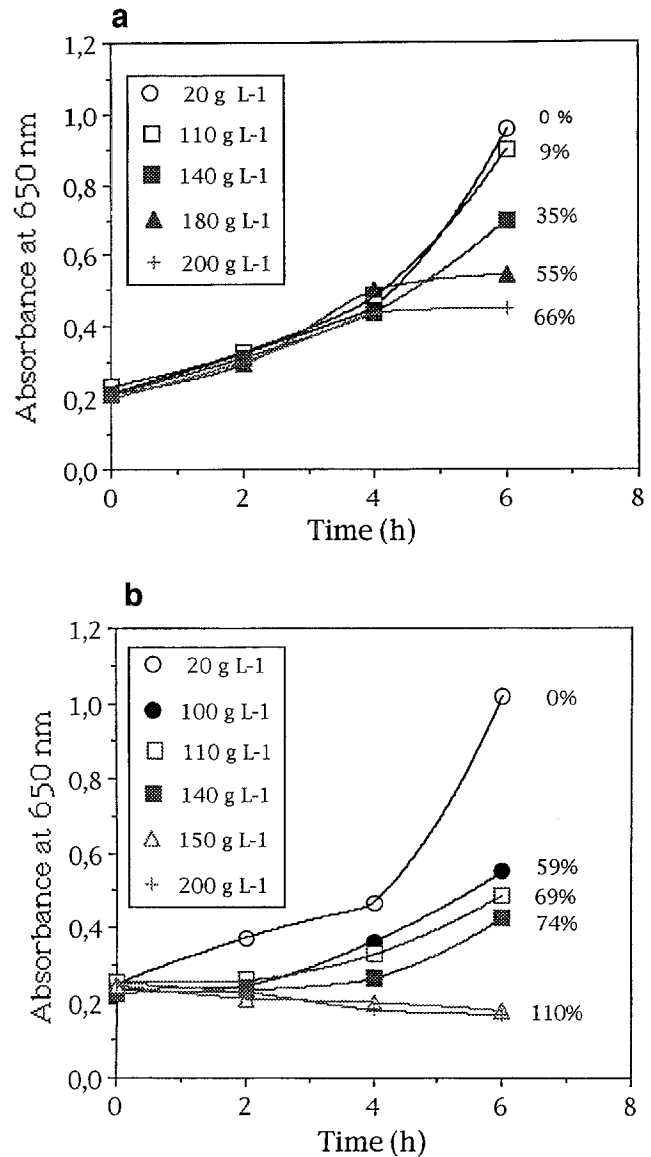 a
1,2
1,0
0,8
0,6
0,4
0,2
0,0
Absorbance at 650 nm
20 g L-1
110 g L-1
140 g L-1
180 g L-1
200 g L-1
0 %
9%
35%
55%
66%
0 2 4 6 8
Time (h)
b
1,2
1,0
0,8
0,6
0,4
0,2
0,0
Absorbance at 650 nm
20 g L-1
100 g L-1
110 g L-1
140 g L-1
150 g L-1
200 g L-1
0%
59%
69%
74%
110%
0 2 4 6 8
Time (h)